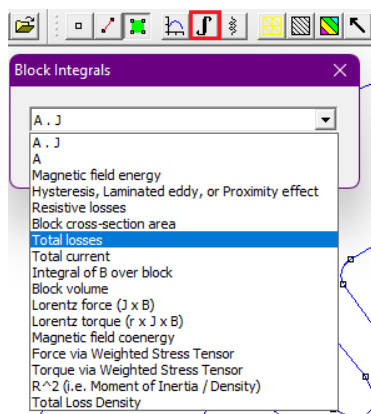 Block Integrals
A . J
A . J
A
Magnetic field energy
Hysteresis, Laminated eddy, or Proximity effect
Resistive losses
Block cross-section area
Total losses
Total current
Integral of B over block
Block volume
Lorentz force (J x B)
Lorentz torque (r x J x B)
Magnetic field coenergy
Force via Weighted Stress Tensor
Torque via Weighted Stress Tensor
R^2 (i.e. Moment of Inertia / Density)
Total Loss Density